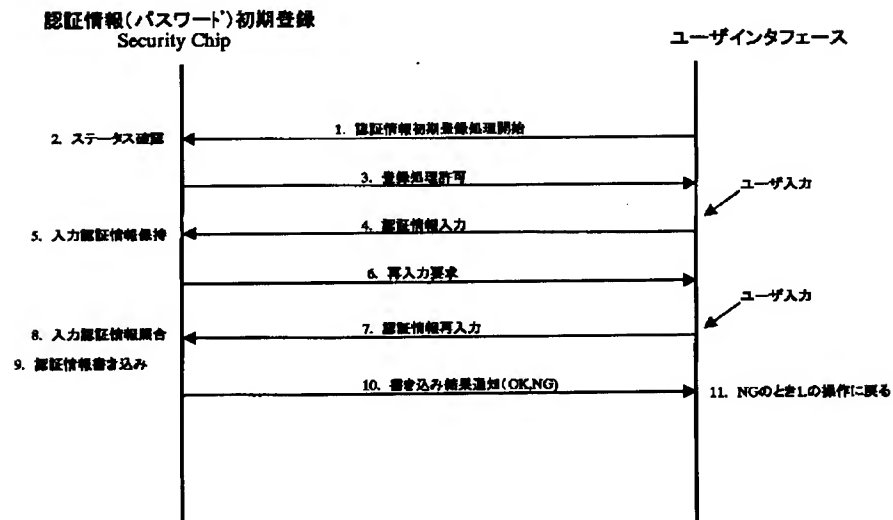 認証情報(パスワード)初期登録
Security Chip
ユーザインタフェース
1. 認証情報初期登録処理開始
2. ステータス確認
3. 登録処理許可
ユーザ入力
4. 認証情報入力
5. 入力認証情報保持
6. 再入力要求
ユーザ入力
7. 認証情報再入力
8. 入力認証情報照合
9. 認証情報書き込み
10. 書き込み結果通知(OK,NG)
11. NGのとき1.の操作に戻る